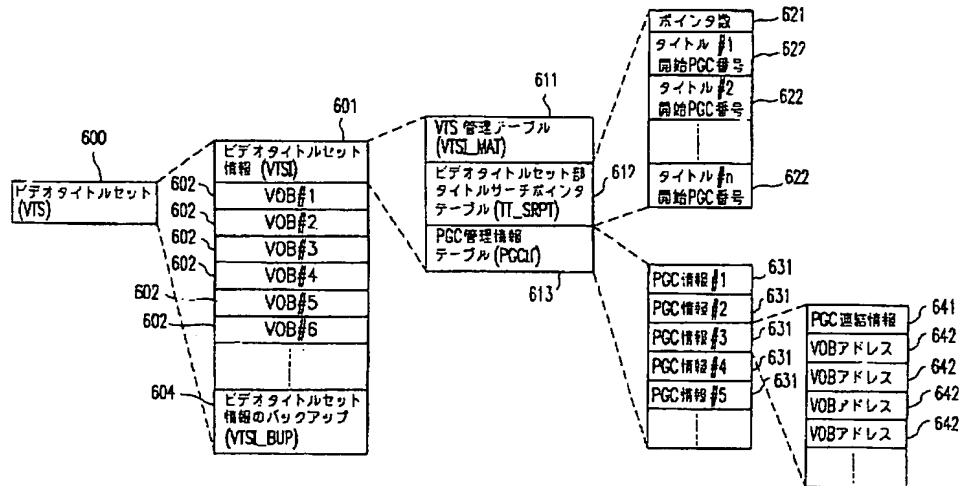 600
ビデオタイトルセット
(VTS)
601
ビデオタイトルセット
情報 (VTSI)
602
VOB#1
602
VOB#2
602
VOB#3
602
VOB#4
602
VOB#5
602
VOB#6
604
ビデオタイトルセット
情報のバックアップ
(VTSI_BUP)
611
VTS 管理テーブル
(VTSI_MAT)
612
ビデオタイトルセット部
タイトルサーチポインタ
テーブル(TT_SRPT)
PGC管理情報
テーブル(PGCIT)
613
ポインタ数
621
タイトル #1
開始PGC番号
622
タイトル #2
開始PGC番号
622
タイトル #n
開始PGC番号
622
PGC情報#1
631
PGC情報#2
631
PGC情報#3
631
PGC情報#4
631
PGC情報#5
631
PGC連結情報
641
VOBアドレス
642
VOBアドレス
642
VOBアドレス
642
VOBアドレス
642